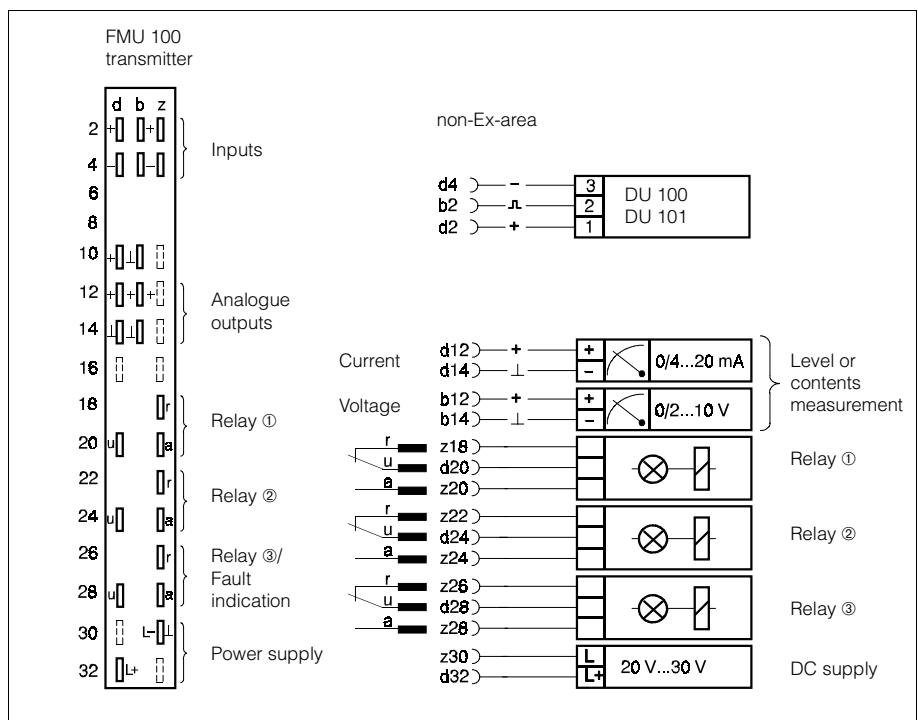 FMU 100
transmitter
d b z
2 + +
4 – –
6
8
10 + ⊥
12 + + +
14 ⊥ ⊥
16
18 r
20 u a
22 r
24 u a
26 r
28 u a
30 L– ⊥
32 L+
Inputs
Analogue
outputs
Relay ①
Relay ②
Relay ③/
Fault
indication
Power supply
non-Ex-area
d4 – 3
b2 2
d2 + 1
DU 100
DU 101
Current
d12 + +
d14 ⊥ –
0/4...20 mA
Voltage
b12 + +
b14 ⊥ –
0/2...10 V
Level or
contents
measurement
r z18
u d20
a z20
Relay ①
r z22
u d24
a z24
Relay ②
r z26
u d28
a z28
Relay ③
z30 L
d32 L+
20 V...30 V
DC supply